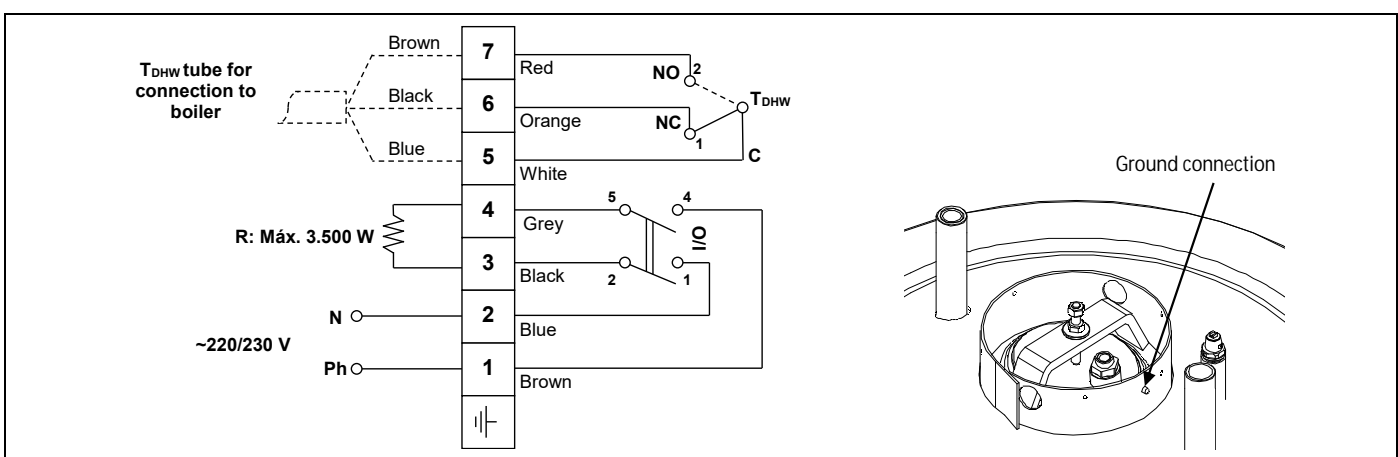 TDHW tube for
connection to
boiler
Brown
Black
Blue
7
6
5
4
3
2
1
Red
Orange
White
Grey
Black
Blue
Brown
NO
2
NC
1
TDHW
C
5
4
I/O
2
1
R: Máx. 3.500 W
N
~220/230 V
Ph
Ground connection